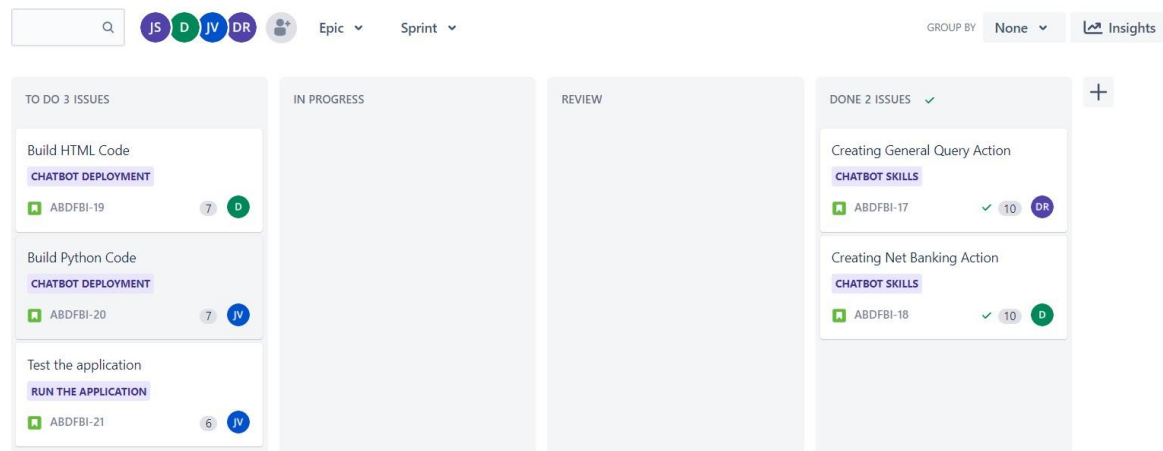 JS D JV DR Epic Sprint GROUP BY None Insights
TO DO 3 ISSUES
Build HTML Code
CHATBOT DEPLOYMENT
ABDFBI-19 7 D
Build Python Code
CHATBOT DEPLOYMENT
ABDFBI-20 7 JV
Test the application
RUN THE APPLICATION
ABDFBI-21 6 JV
IN PROGRESS
REVIEW
DONE 2 ISSUES
Creating General Query Action
CHATBOT SKILLS
ABDFBI-17 10 DR
Creating Net Banking Action
CHATBOT SKILLS
ABDFBI-18 10 D